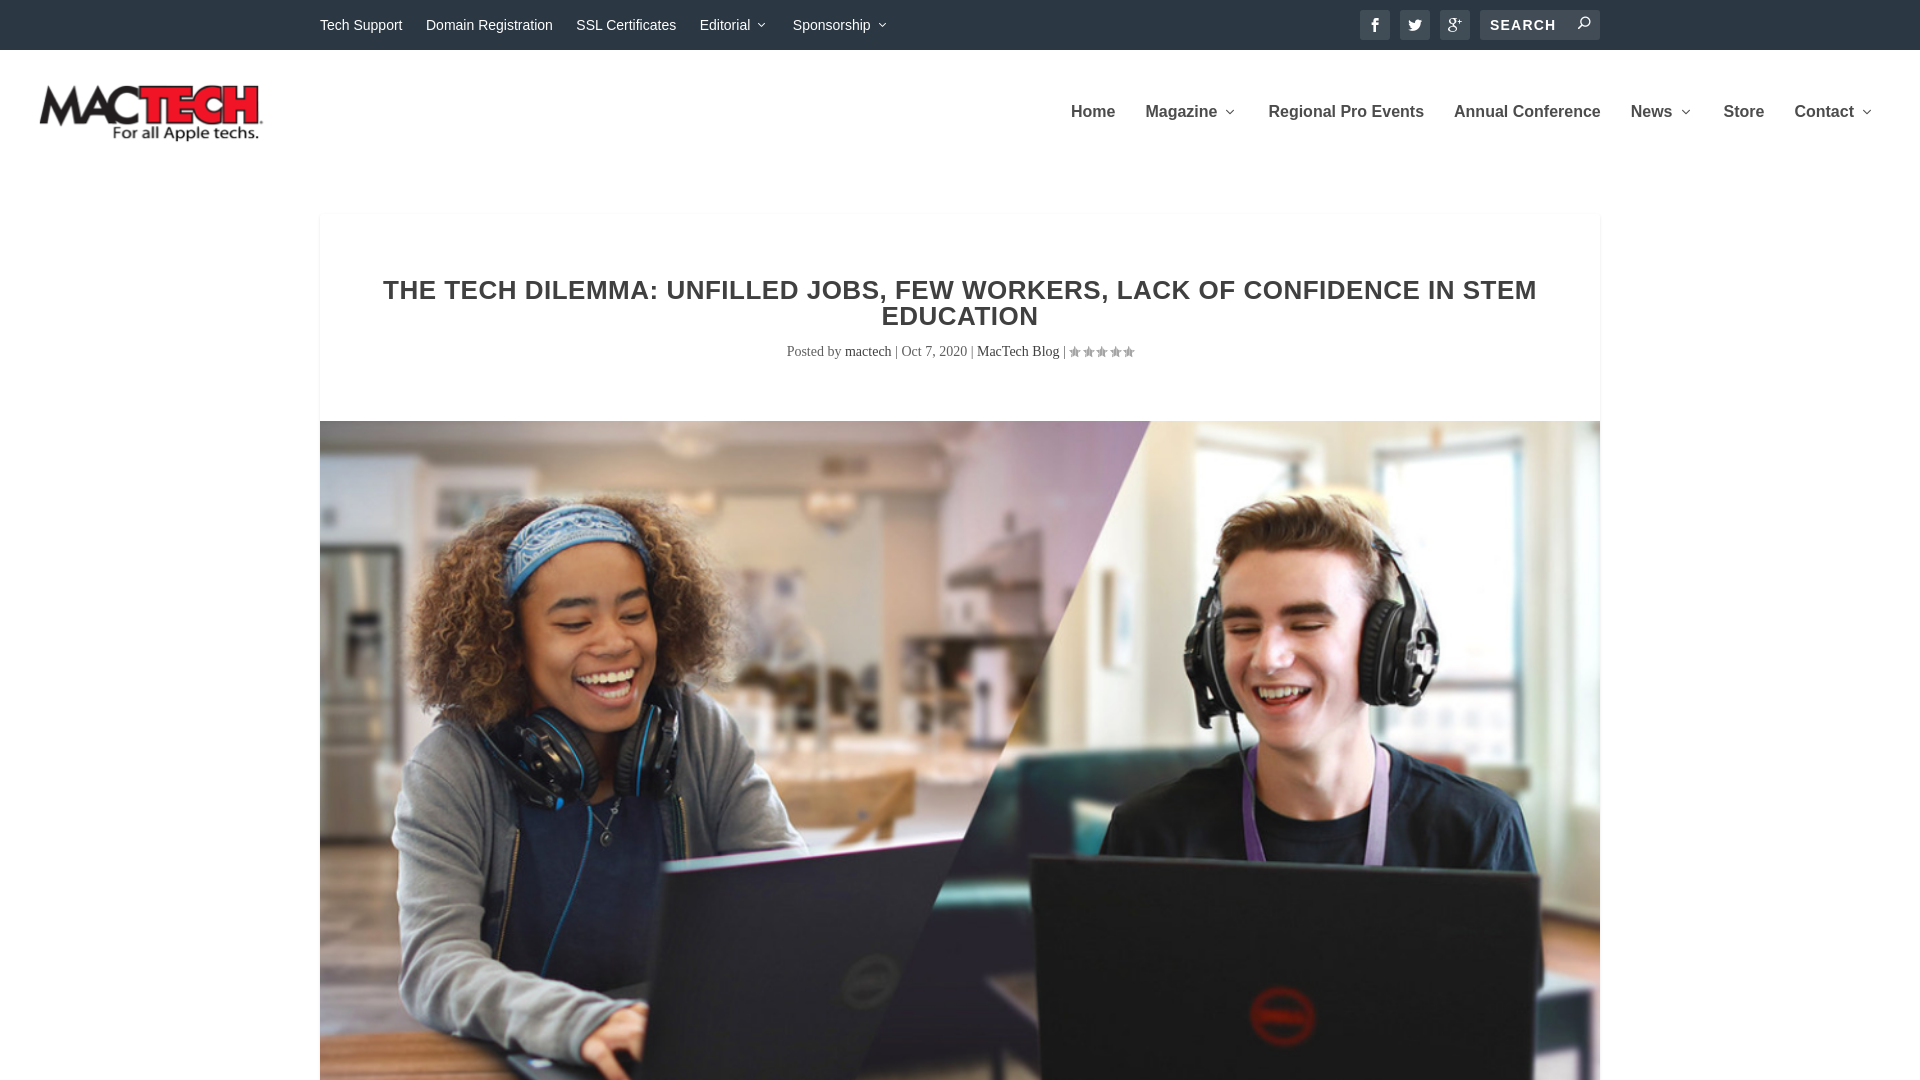 Tech Support Domain Registration SSL Certificates Editorial Sponsorship SEARCH
MACTECH.
For all Apple techs.
Home Magazine Regional Pro Events Annual Conference News Store Contact
THE TECH DILEMMA: UNFILLED JOBS, FEW WORKERS, LACK OF CONFIDENCE IN STEM
EDUCATION
Posted by mactech | Oct 7, 2020 | MacTech Blog |